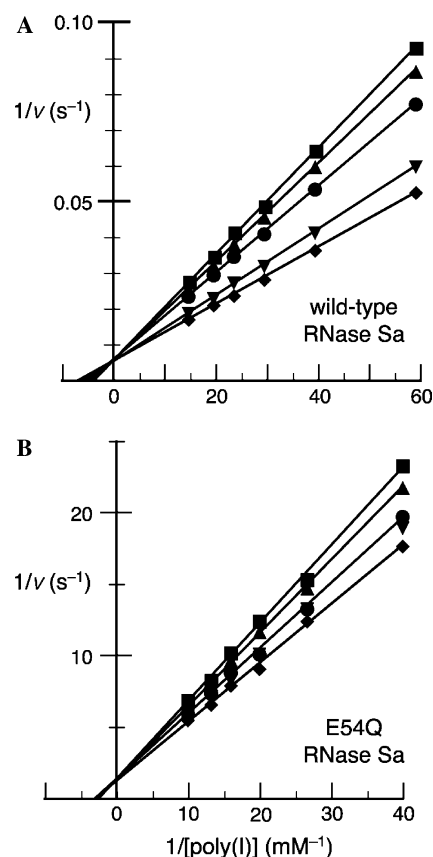 A
0.10
1/v (s⁻¹)
0.05
wild-type
RNase Sa
0 20 40 60
B
20
1/v (s⁻¹)
10
E54Q
RNase Sa
0 10 20 30 40
1/[poly(I)] (mM⁻¹)